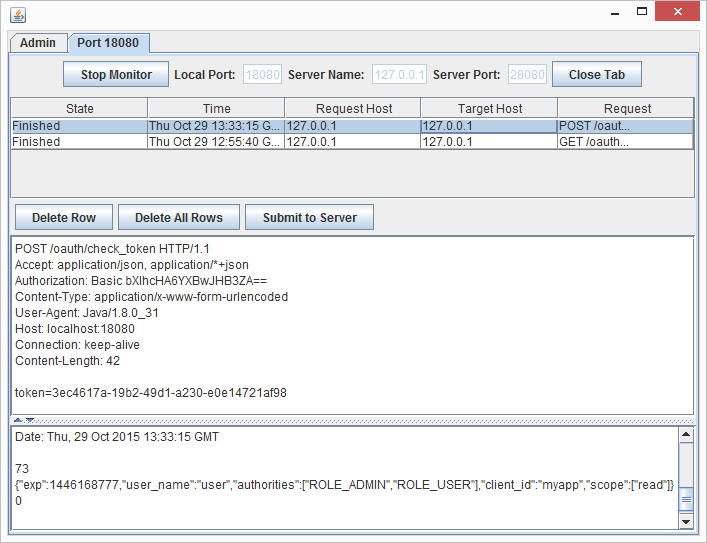 Admin Port 18080
Stop Monitor Local Port: 18080 Server Name: 127.0.0.1 Server Port: 28080 Close Tab
State Time Request Host Target Host Request
Finished Thu Oct 29 13:33:15 G... 127.0.0.1 127.0.0.1 POST /oaut...
Finished Thu Oct 29 12:55:40 G... 127.0.0.1 127.0.0.1 GET /oauth...
Delete Row Delete All Rows Submit to Server
POST /oauth/check_token HTTP/1.1
Accept: application/json, application/*+json
Authorization: Basic bXlhcHA6YXBwJHB3ZA==
Content-Type: application/x-www-form-urlencoded
User-Agent: Java/1.8.0_31
Host: localhost:18080
Connection: keep-alive
Content-Length: 42
token=3ec4617a-19b2-49d1-a230-e0e14721af98
Date: Thu, 29 Oct 2015 13:33:15 GMT
73
{"exp":1446168777,"user_name":"user","authorities":["ROLE_ADMIN","ROLE_USER"],"client_id":"myapp","scope":["read"]}
0